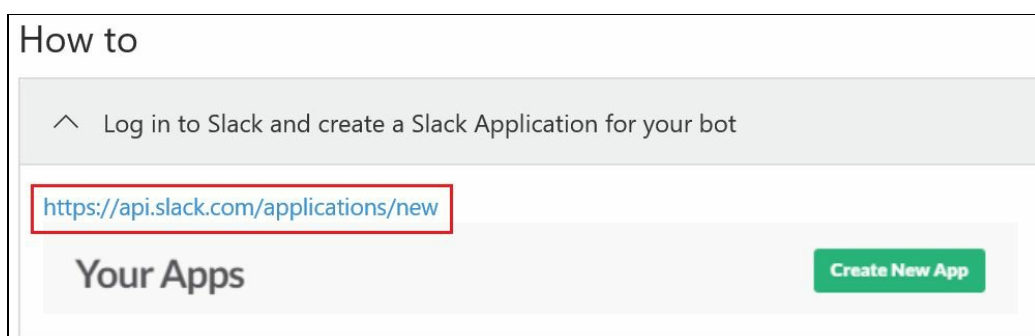 How to
Log in to Slack and create a Slack Application for your bot
https://api.slack.com/applications/new
Your Apps
Create New App